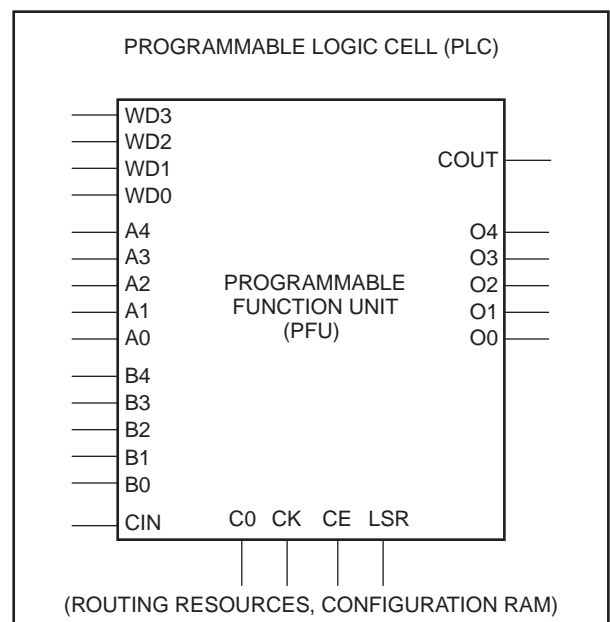 PROGRAMMABLE LOGIC CELL (PLC)
WD3
WD2
WD1
WD0
A4
A3
A2
A1
A0
B4
B3
B2
B1
B0
CIN
PROGRAMMABLE
FUNCTION UNIT
(PFU)
COUT
O4
O3
O2
O1
O0
C0 CK CE LSR
(ROUTING RESOURCES, CONFIGURATION RAM)